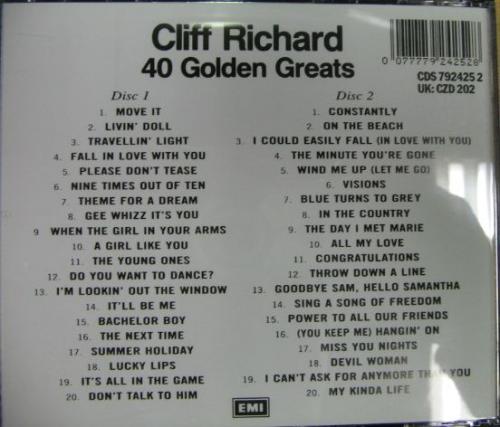 Cliff Richard
40 Golden Greats
0 077779 242528
CDS 792425 2
UK: CZD 202
Disc 1
1. MOVE IT
2. LIVIN' DOLL
3. TRAVELLIN' LIGHT
4. FALL IN LOVE WITH YOU
5. PLEASE DON'T TEASE
6. NINE TIMES OUT OF TEN
7. THEME FOR A DREAM
8. GEE WHIZZ IT'S YOU
9 WHEN THE GIRL IN YOUR ARMS
10. A GIRL LIKE YOU
11. THE YOUNG ONES
12. DO YOU WANT TO DANCE?
13. I'M LOOKIN' OUT THE WINDOW
14. IT'LL BE ME
15. BACHELOR BOY
16. THE NEXT TIME
17. SUMMER HOLIDAY
18. LUCKY LIPS
19. IT'S ALL IN THE GAME
20. DON'T TALK TO HIM
Disc 2
1. CONSTANTLY
2. ON THE BEACH
3. I COULD EASILY FALL (IN LOVE WITH YOU)
4. THE MINUTE YOU'RE GONE
5. WIND ME UP (LET ME GO)
6. VISIONS
7. BLUE TURNS TO GREY
8. IN THE COUNTRY
9. THE DAY I MET MARIE
10. ALL MY LOVE
11. CONGRATULATIONS
12. THROW DOWN A LINE
13. GOODBYE SAM, HELLO SAMANTHA
14. SING A SONG OF FREEDOM
15. POWER TO ALL OUR FRIENDS
16. (YOU KEEP ME) HANGIN' ON
17. MISS YOU NIGHTS
18. DEVIL WOMAN
19. I CAN'T ASK FOR ANYMORE THAN YOU
20. MY KINDA LIFE
EMI